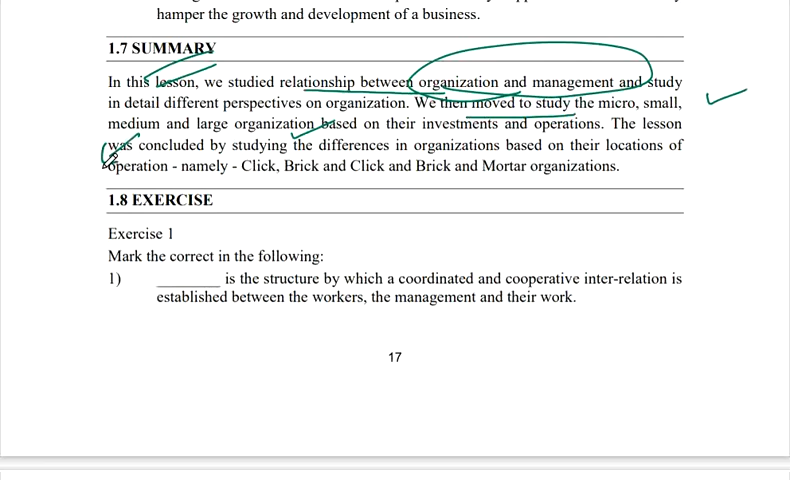 hamper the growth and development of a business.
1.7 SUMMARY
In this lesson, we studied relationship between organization and management and study
in detail different perspectives on organization. We then moved to study the micro, small,
medium and large organization based on their investments and operations. The lesson
was concluded by studying the differences in organizations based on their locations of
operation - namely - Click, Brick and Click and Brick and Mortar organizations.
1.8 EXERCISE
Exercise 1
Mark the correct in the following:
1) ________ is the structure by which a coordinated and cooperative inter-relation is
established between the workers, the management and their work.
17